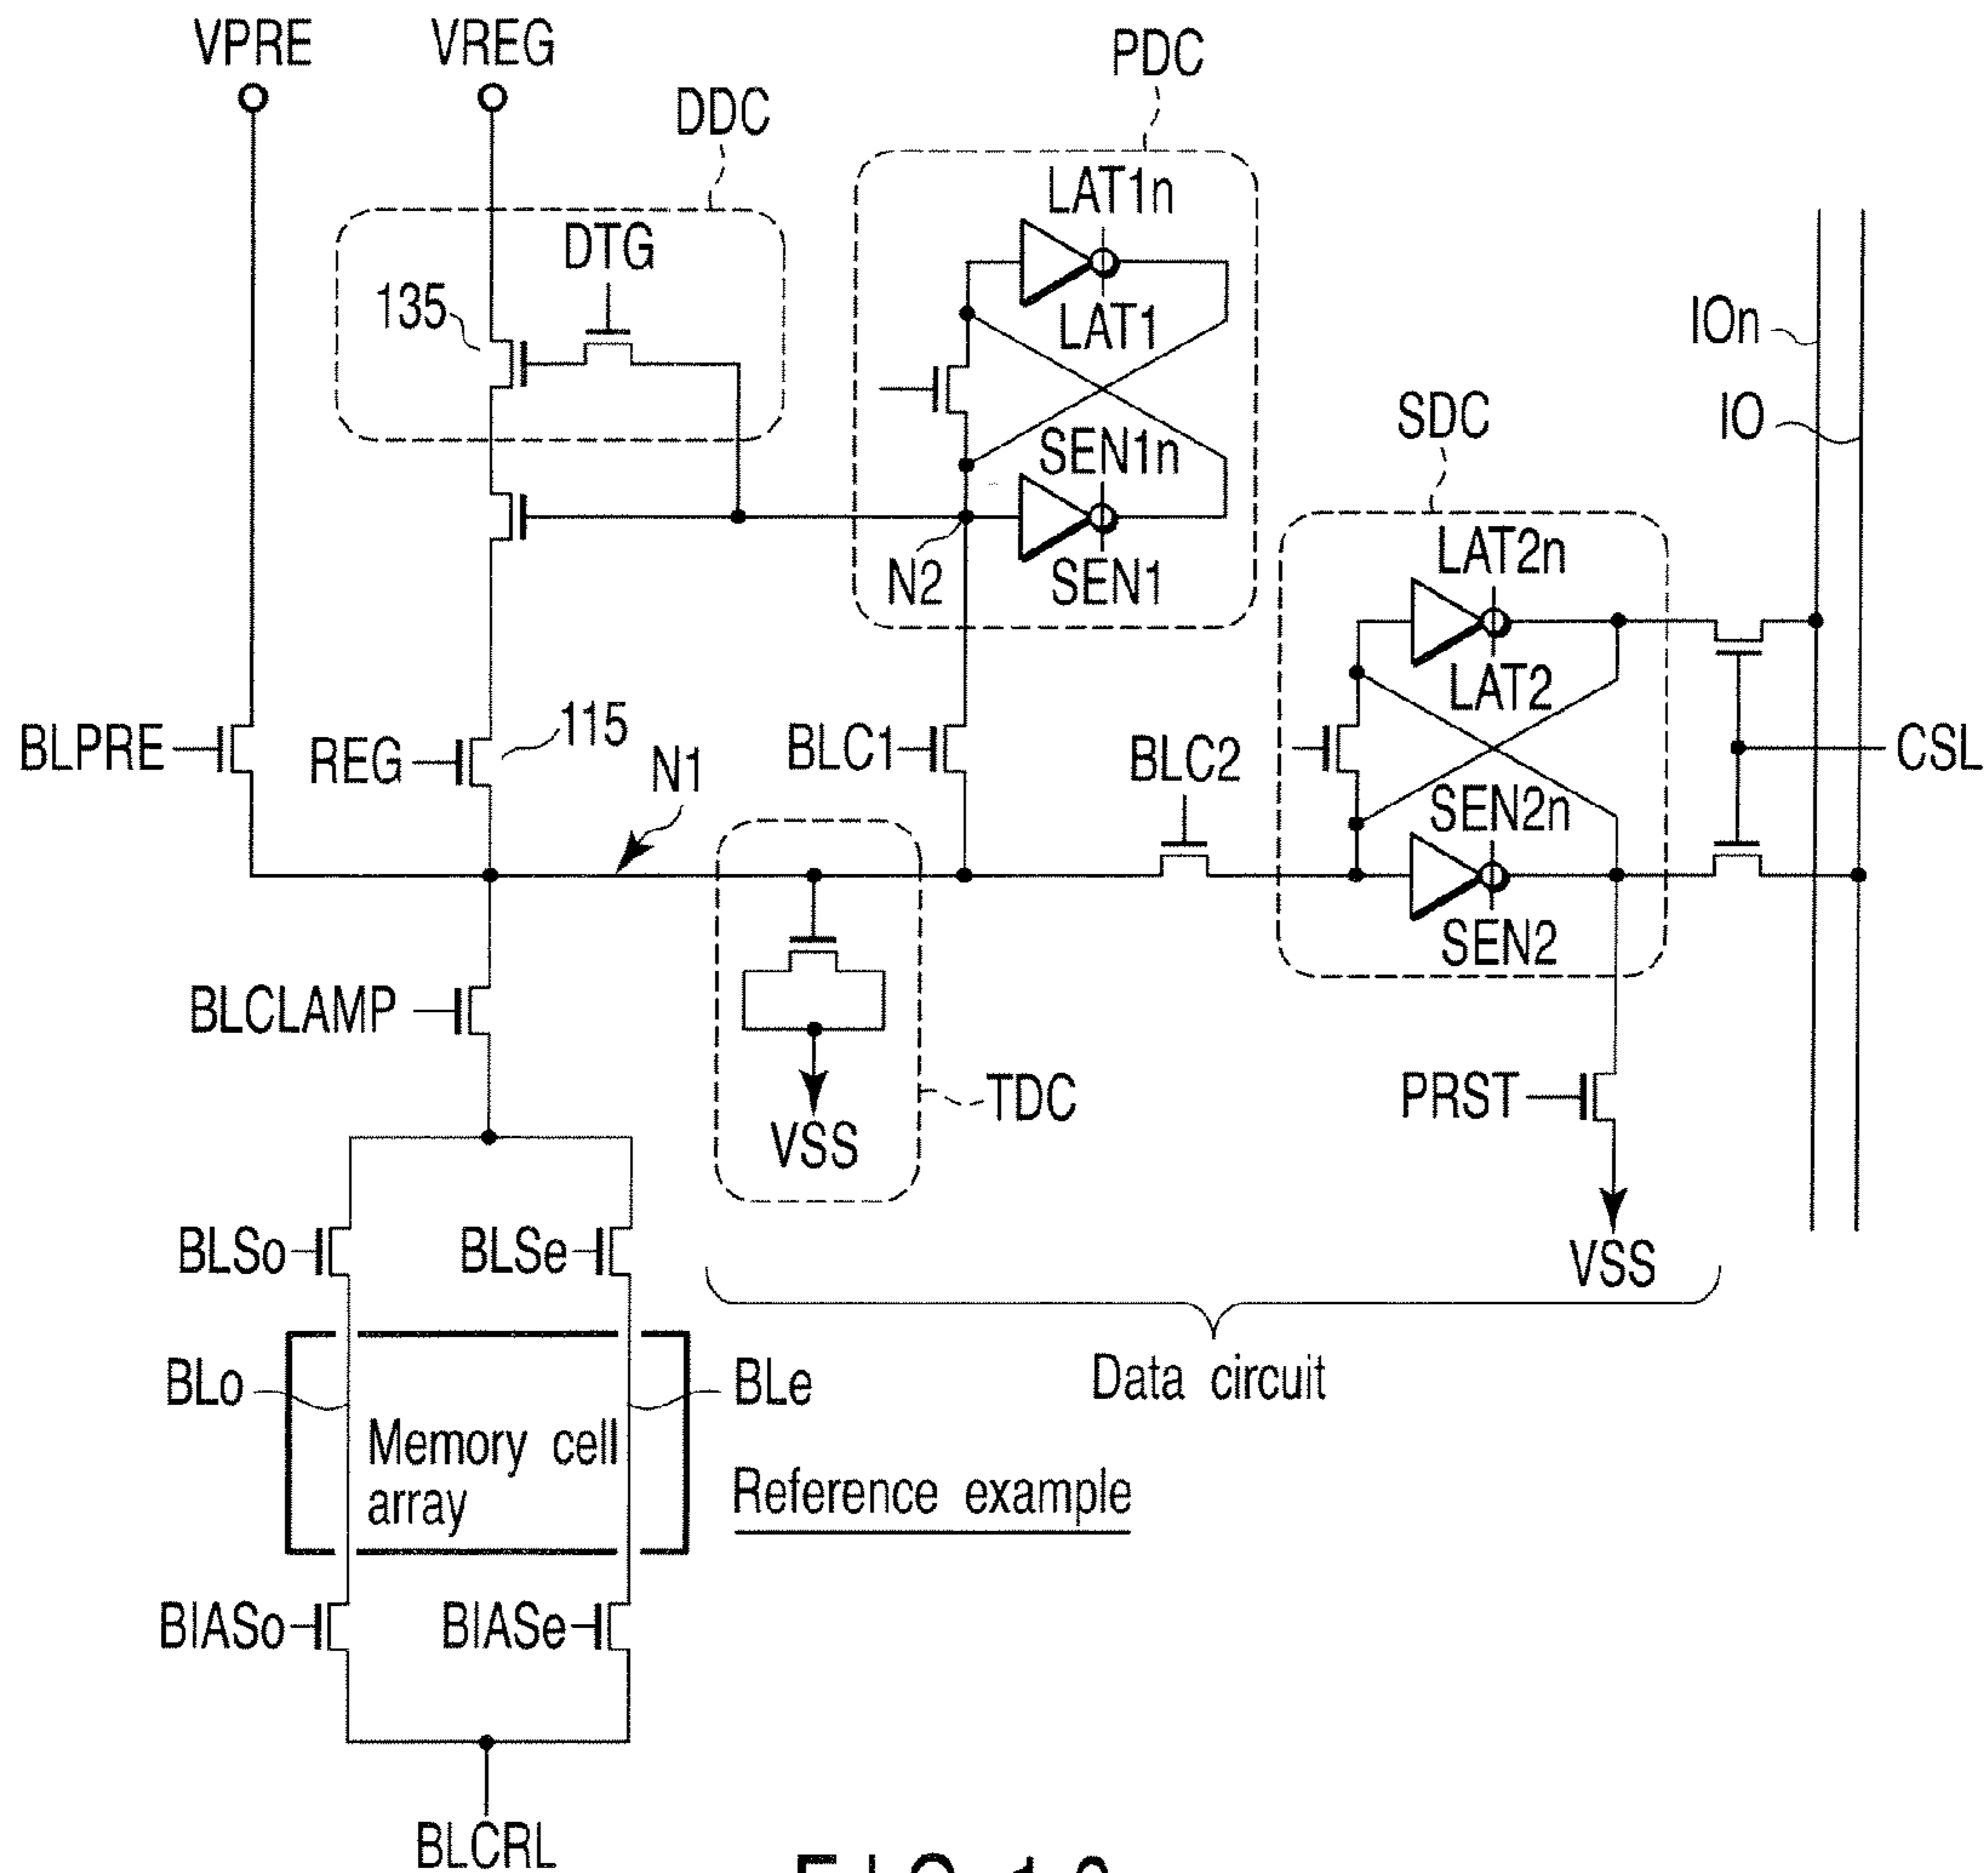 VPRE
VREG
PDC
DDC
LAT1n
DTG
135
LAT1
IOn
SDC
IO
SEN1n
N2
SEN1
LAT2n
LAT2
BLPRE
REG
115
N1
BLC1
BLC2
CSL
SEN2n
SEN2
BLCLAMP
TDC
PRST
VSS
BLSo
BLSe
VSS
BLo
BLe
Data circuit
Memory cell
array
Reference example
BIASo
BIASe
BLCRL